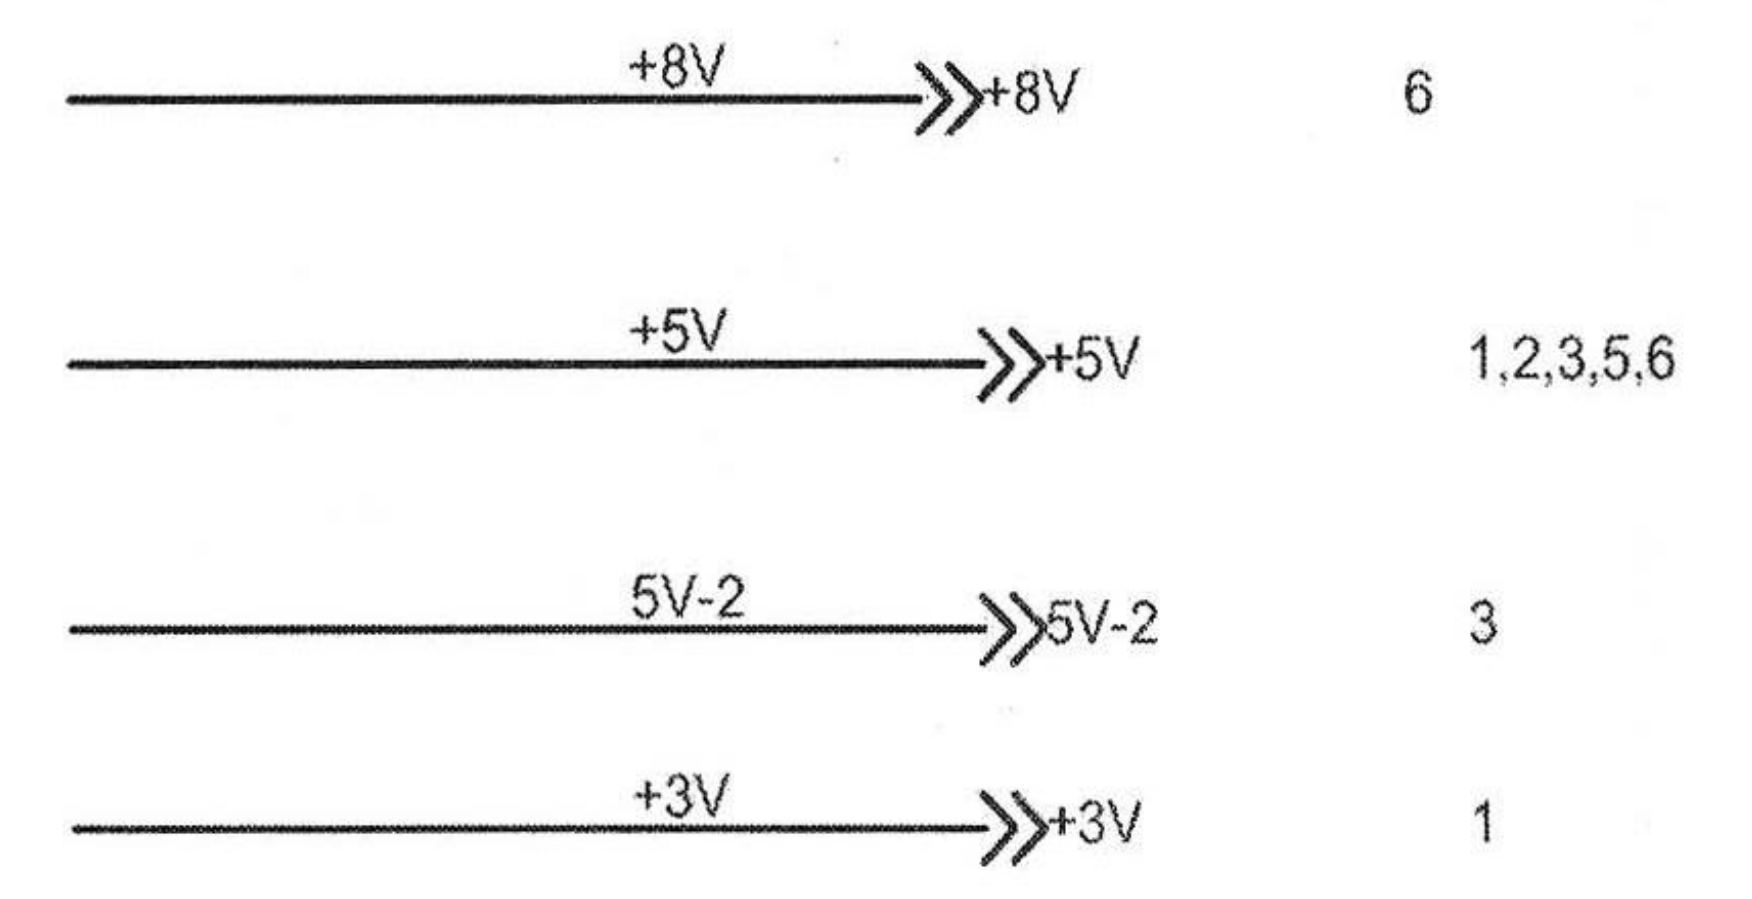 +8V
+8V 6
+5V
+5V 1,2,3,5,6
5V-2
5V-2 3
+3V
+3V 1